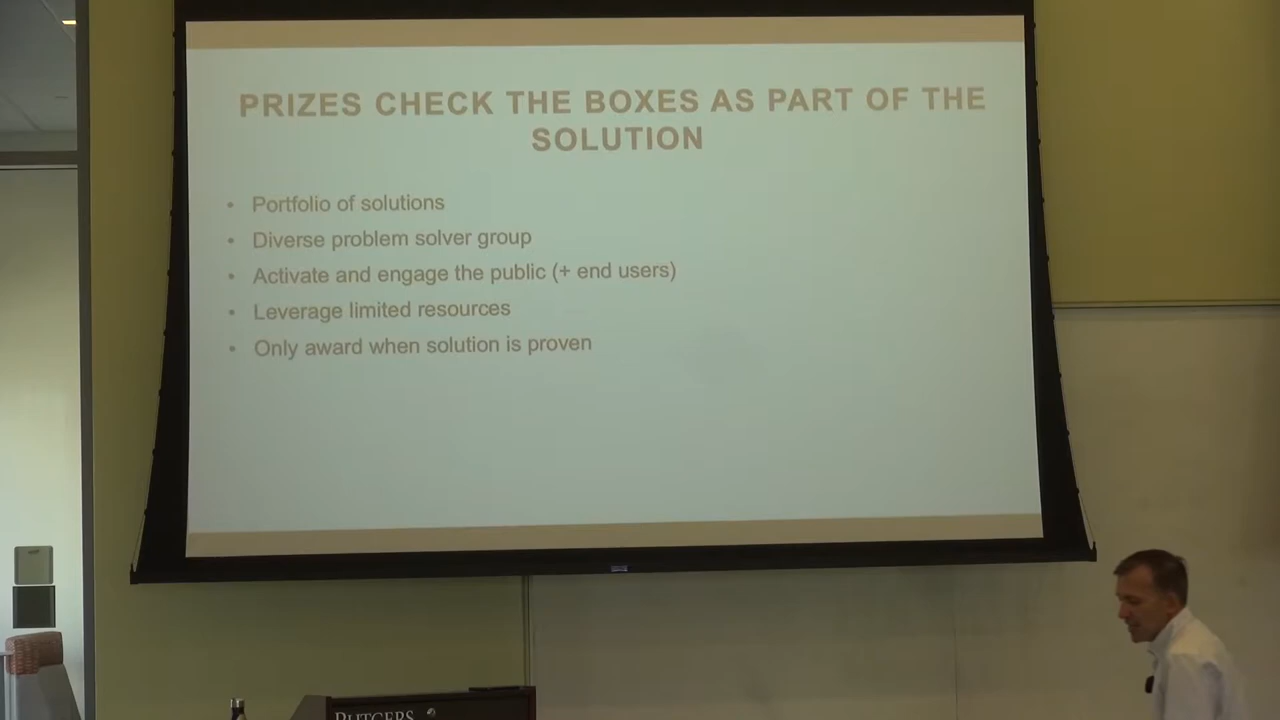 PRIZES CHECK THE BOXES AS PART OF THE
SOLUTION
• Portfolio of solutions
• Diverse problem solver group
• Activate and engage the public (+ end users)
• Leverage limited resources
• Only award when solution is proven
RUTGERS